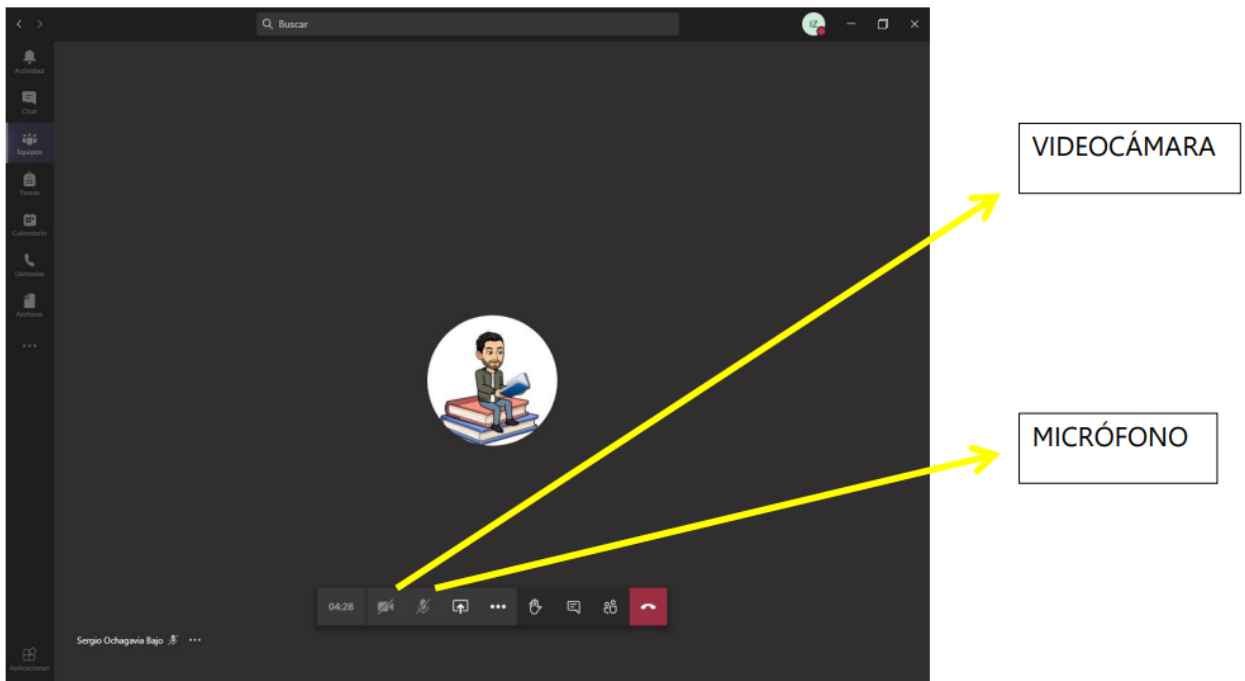 Buscar
IZ
Actividad
Chat
Equipos
Tareas
Calendario
Llamadas
Archivos
Aplicaciones
VIDEOCÁMARA
MICRÓFONO
04:28
Sergio Ochagavia Bajo